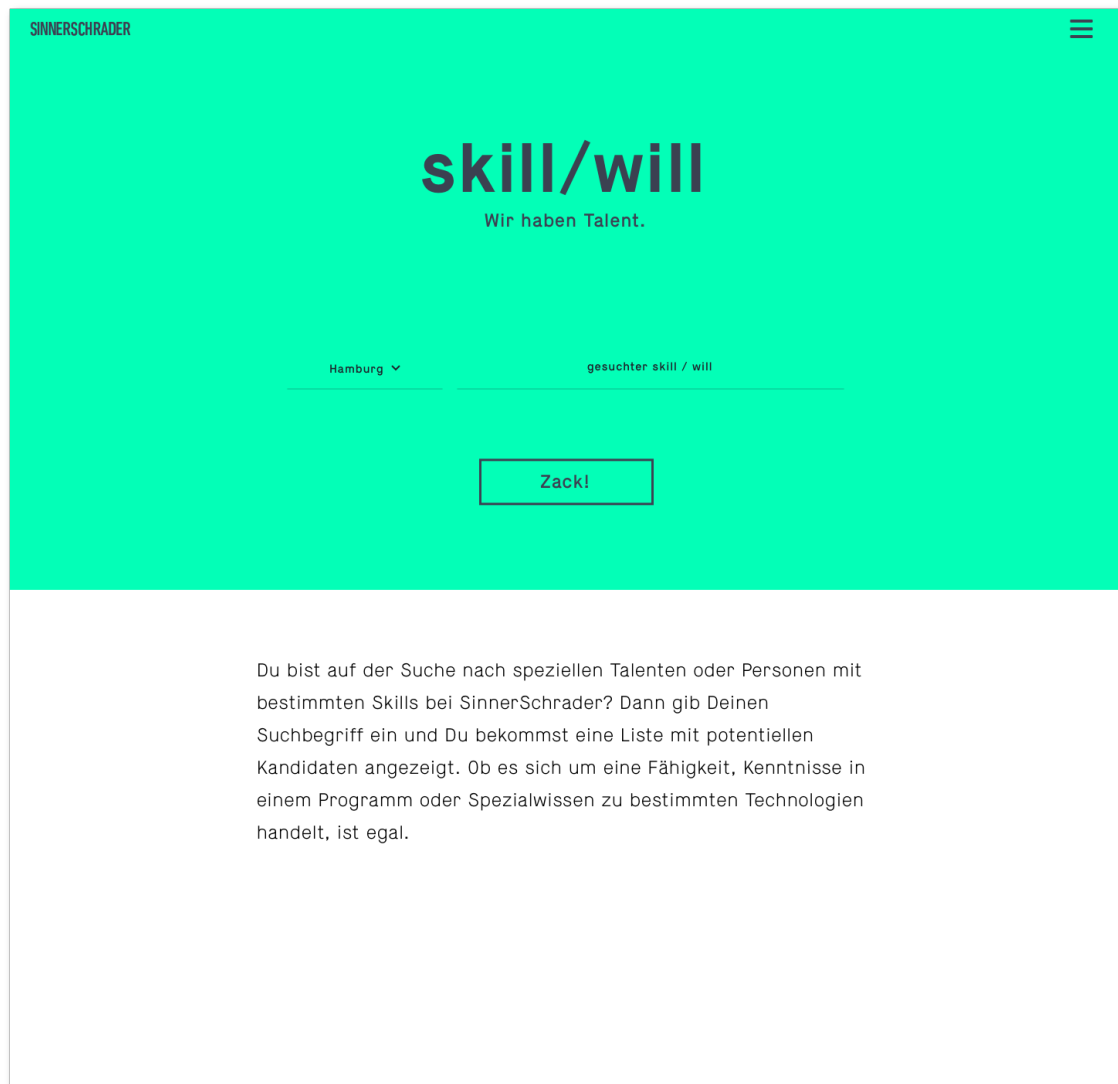 SINNERSCHRADER
skill/will
Wir haben Talent.
Hamburg
gesuchter skill / will
Zack!
Du bist auf der Suche nach speziellen Talenten oder Personen mit
bestimmten Skills bei SinnerSchrader? Dann gib Deinen
Suchbegriff ein und Du bekommst eine Liste mit potentiellen
Kandidaten angezeigt. Ob es sich um eine Fähigkeit, Kenntnisse in
einem Programm oder Spezialwissen zu bestimmten Technologien
handelt, ist egal.